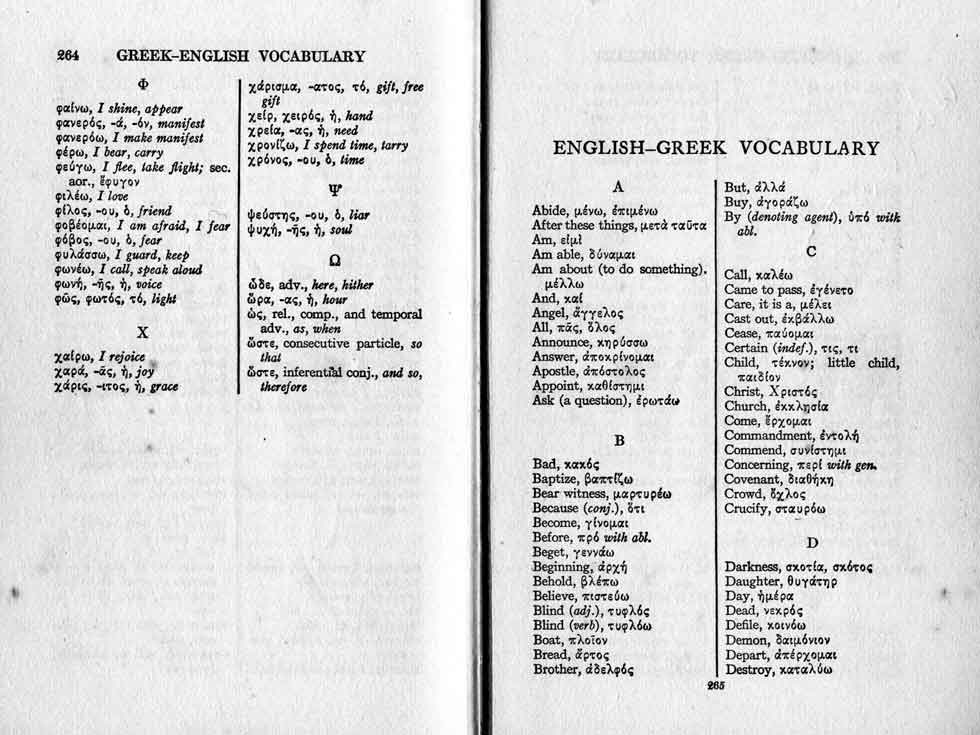 264 GREEK–ENGLISH VOCABULARY
Φ
φαίνω, I shine, appear
φανερός, -ά, -όν, manifest
φανερόω, I make manifest
φέρω, I bear, carry
φεύγω, I flee, take flight; sec.
aor., ἔφυγον
φιλέω, I love
φίλος, -ου, ὁ, friend
φοβέομαι, I am afraid, I fear
φόβος, -ου, ὁ, fear
φυλάσσω, I guard, keep
φωνέω, I call, speak aloud
φωνή, -ῆς, ἡ, voice
φῶς, φωτός, τό, light
Χ
χαίρω, I rejoice
χαρά, -ᾶς, ἡ, joy
χάρις, -ιτος, ἡ, grace
χάρισμα, -ατος, τό, gift, free
gift
χείρ, χειρός, ἡ, hand
χρεία, -ας, ἡ, need
χρονίζω, I spend time, tarry
χρόνος, -ου, ὁ, time
Ψ
ψεύστης, -ου, ὁ, liar
ψυχή, -ῆς, ἡ, soul
Ω
ὧδε, adv., here, hither
ὥρα, -ας, ἡ, hour
ὡς, rel., comp., and temporal
adv., as, when
ὥστε, consecutive particle, so
that
ὥστε, inferential conj., and so,
therefore
ENGLISH–GREEK VOCABULARY
A
Abide, μένω, ἐπιμένω
After these things, μετὰ ταῦτα
Am, εἰμί
Am able, δύναμαι
Am about (to do something),
μέλλω
And, καί
Angel, ἄγγελος
All, πᾶς, ὅλος
Announce, κηρύσσω
Answer, ἀποκρίνομαι
Apostle, ἀπόστολος
Appoint, καθίστημι
Ask (a question), ἐρωτάω
B
Bad, κακός
Baptize, βαπτίζω
Bear witness, μαρτυρέω
Because (conj.), ὅτι
Become, γίνομαι
Before, πρό with abl.
Beget, γεννάω
Beginning, ἀρχή
Behold, βλέπω
Believe, πιστεύω
Blind (adj.), τυφλός
Blind (verb), τυφλόω
Boat, πλοῖον
Bread, ἄρτος
Brother, ἀδελφός
But, ἀλλά
Buy, ἀγοράζω
By (denoting agent), ὑπό with
abl.
C
Call, καλέω
Came to pass, ἐγένετο
Care, it is a, μέλει
Cast out, ἐκβάλλω
Cease, παύομαι
Certain (indef.), τις, τι
Child, τέκνον; little child,
παιδίον
Christ, Χριστός
Church, ἐκκλησία
Come, ἔρχομαι
Commandment, ἐντολή
Commend, συνίστημι
Concerning, περί with gen.
Covenant, διαθήκη
Crowd, ὄχλος
Crucify, σταυρόω
D
Darkness, σκοτία, σκότος
Daughter, θυγάτηρ
Day, ἡμέρα
Dead, νεκρός
Defile, κοινόω
Demon, δαιμόνιον
Depart, ἀπέρχομαι
Destroy, καταλύω
265